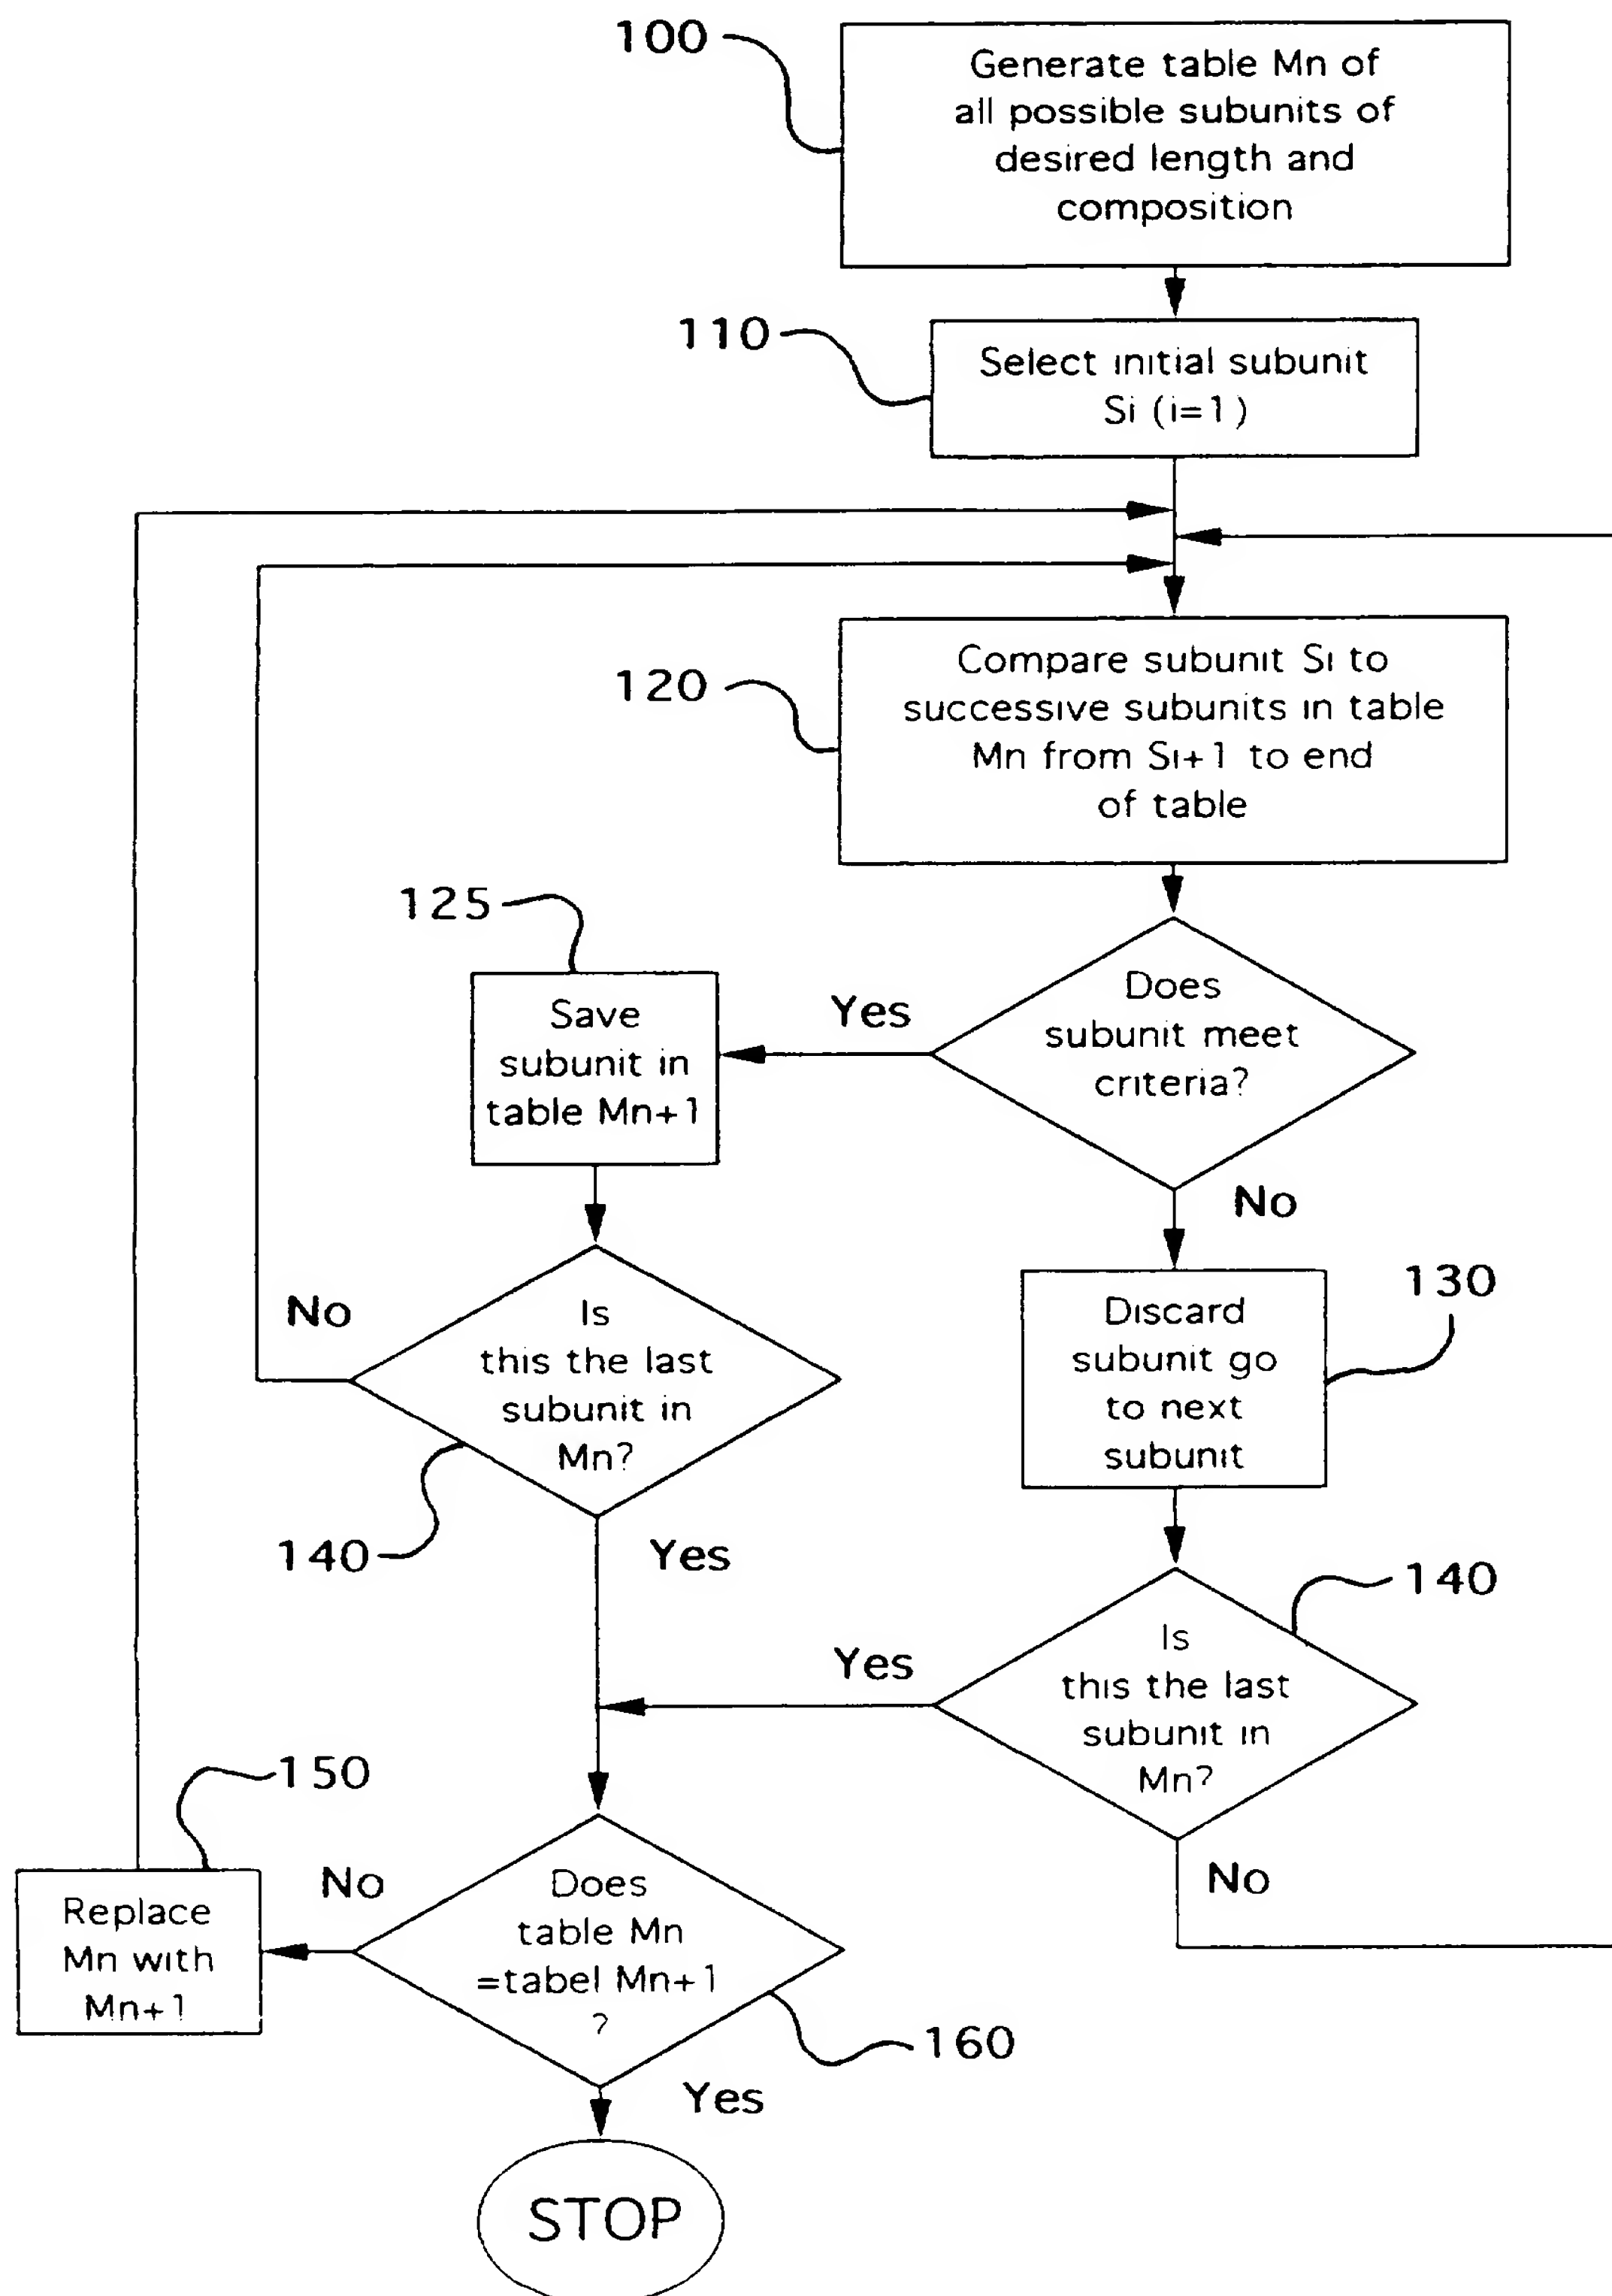 100
Generate table Mn of
all possible subunits of
desired length and
composition
110
Select initial subunit
Si (i=1)
120
Compare subunit Si to
successive subunits in table
Mn from Si+1 to end
of table
125
Save
subunit in
table Mn+1
Yes
Does
subunit meet
criteria?
No
130
Discard
subunit go
to next
subunit
No
Is
this the last
subunit in
Mn?
140
Yes
140
Is
this the last
subunit in
Mn?
Yes
No
150
Replace
Mn with
Mn+1
No
Does
table Mn
=tabel Mn+1
?
160
Yes
STOP